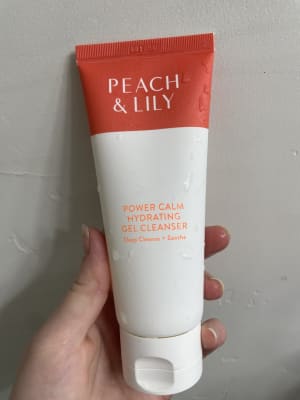 PEACH
& LILY
POWER CALM
HYDRATING
GEL CLEANSER
Deep Cleanse + Soothe